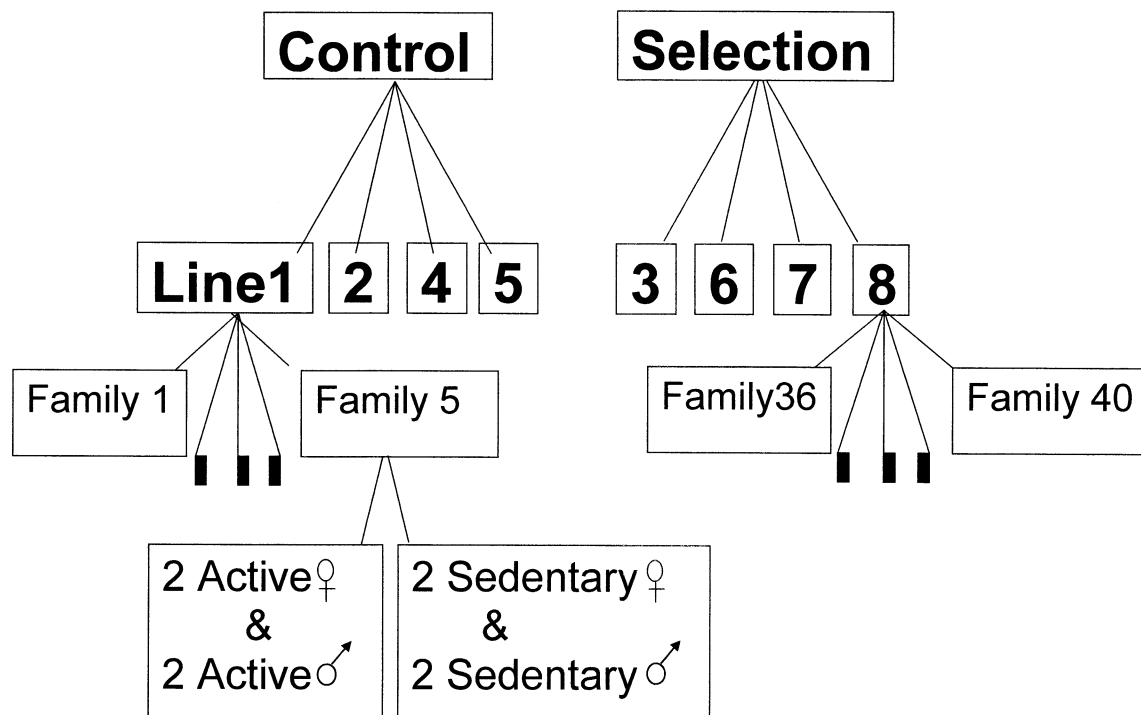 Control
Selection
Line1
2
4
5
3
6
7
8
Family 1
Family 5
Family36
Family 40
2 Active♀
&
2 Active♂
2 Sedentary ♀
&
2 Sedentary ♂